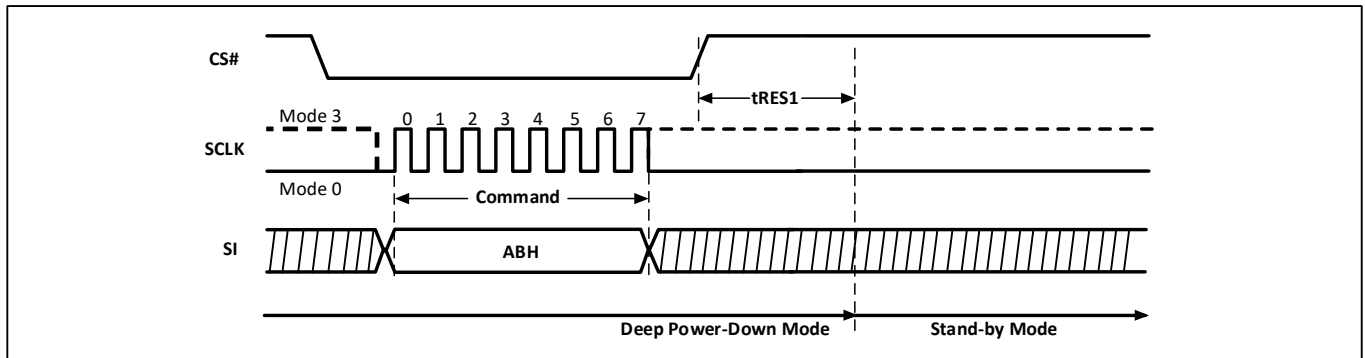 CS#
tRES1
Mode 3
0 1 2 3 4 5 6 7
SCLK
Mode 0
Command
SI
ABH
Deep Power-Down Mode
Stand-by Mode